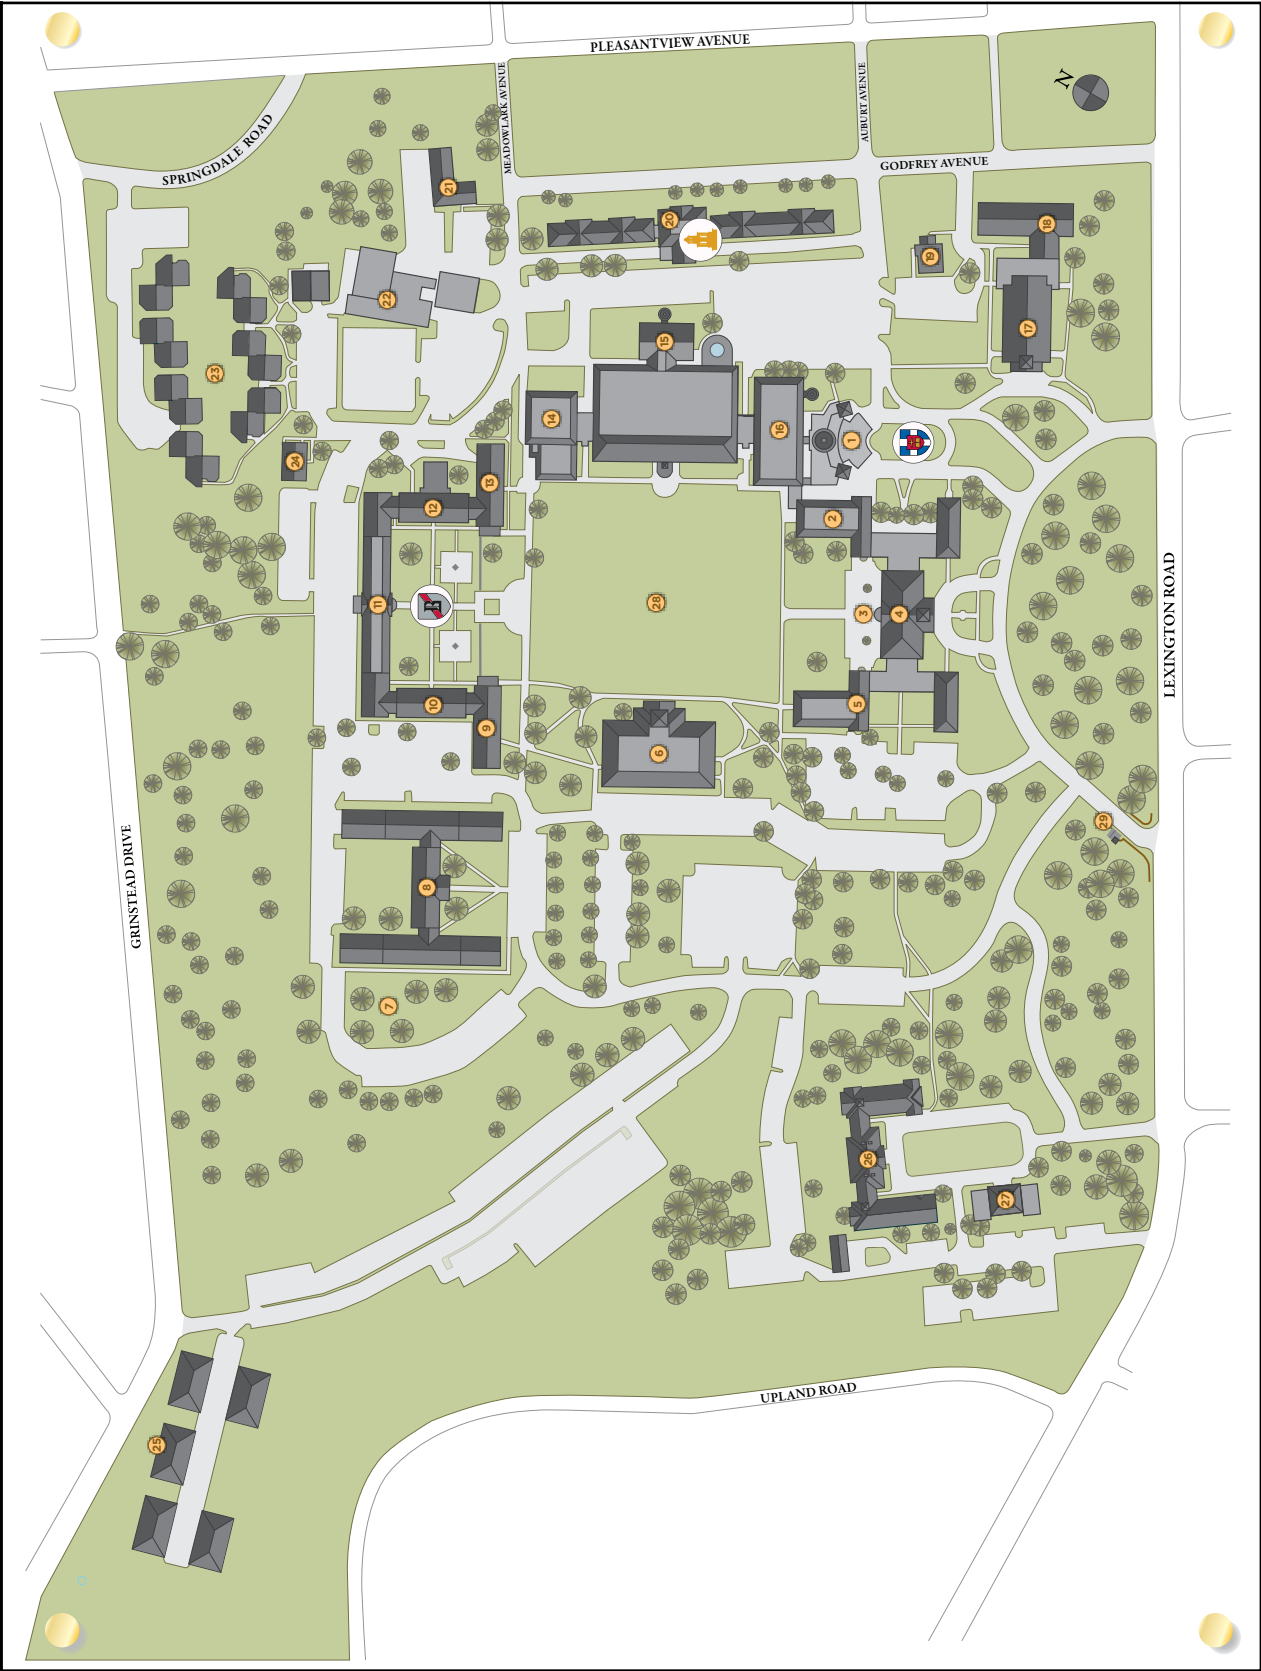 PLEASANTVIEW AVENUE
N
SPRINGDALE ROAD
MEADOWLARK AVENUE
AUBURT AVENUE
GODFREY AVENUE
21
20
18
19
22
17
15
23
14
16
1
24
13
12
2
11
B
28
3
4
LEXINGTON ROAD
10
9
5
6
29
GRINSTEAD DRIVE
8
7
26
27
UPLAND ROAD
25